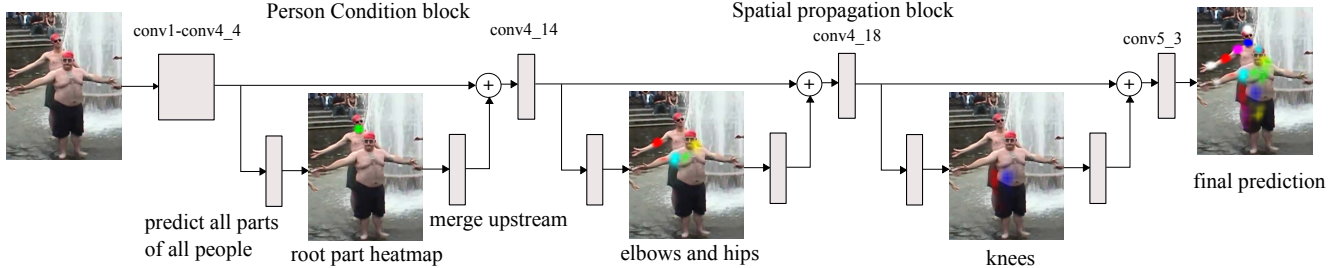 Person Condition block
Spatial propagation block
conv1-conv4_4
conv4_14
conv4_18
conv5_3
+
+
+
predict all parts
of all people
root part heatmap
merge upstream
elbows and hips
knees
final prediction